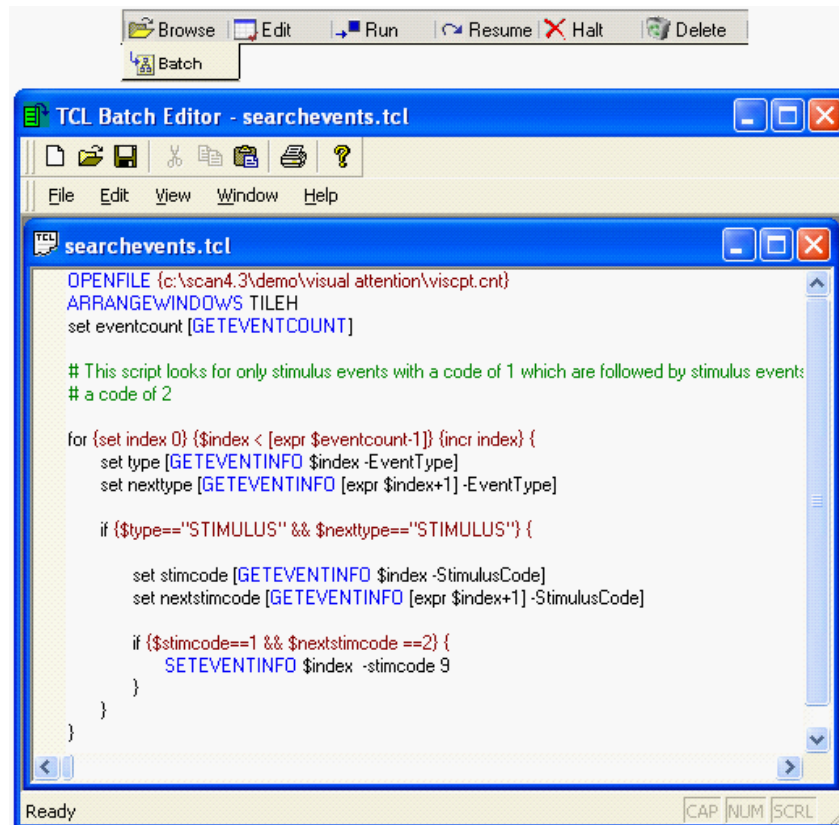 Browse Edit Run Resume Halt Delete
Batch
TCL Batch Editor - searchevents.tcl
File Edit View Window Help
TCL searchevents.tcl
OPENFILE {c:\scan4.3\demo\visual attention\viscpt.cnt}
ARRANGEWINDOWS TILEH
set eventcount [GETEVENTCOUNT]
# This script looks for only stimulus events with a code of 1 which are followed by stimulus events
# a code of 2
for {set index 0} {$index < [expr $eventcount-1]} {incr index} {
set type [GETEVENTINFO $index -EventType]
set nexttype [GETEVENTINFO [expr $index+1] -EventType]
if {$type=="STIMULUS" && $nexttype=="STIMULUS"} {
set stimcode [GETEVENTINFO $index -StimulusCode]
set nextstimcode [GETEVENTINFO [expr $index+1] -StimulusCode]
if {$stimcode==1 && $nextstimcode ==2} {
SETEVENTINFO $index  -stimcode 9
}
}
}
Ready CAP NUM SCRL